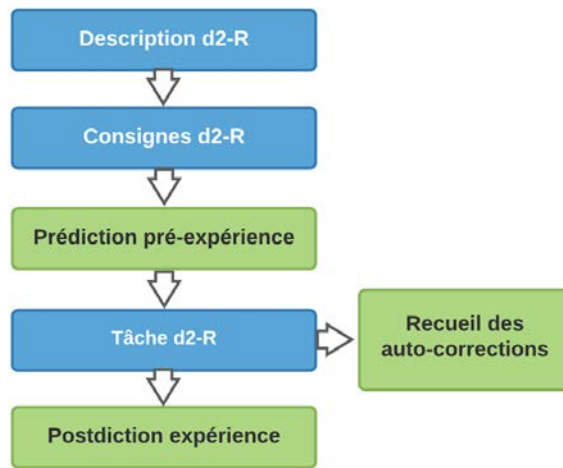 Description d2-R
Consignes d2-R
Prédiction pré-expérience
Tâche d2-R
Recueil des
auto-corrections
Postdiction expérience